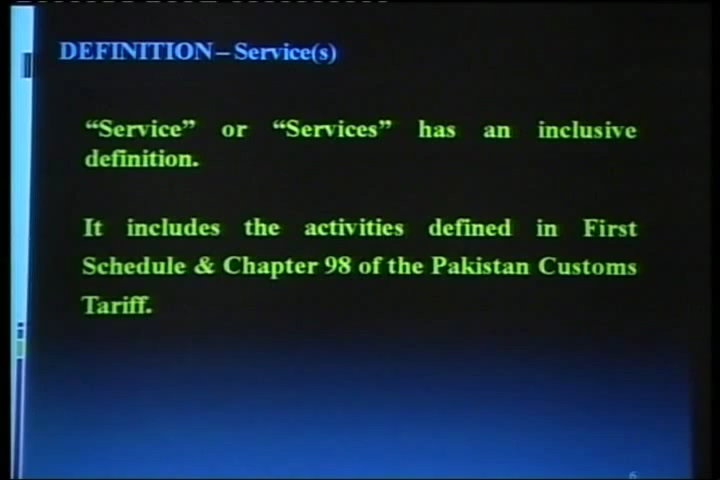 DEFINITION – Service(s)
“Service” or “Services” has an inclusive
definition.
It includes the activities defined in First
Schedule & Chapter 98 of the Pakistan Customs
Tariff.
6